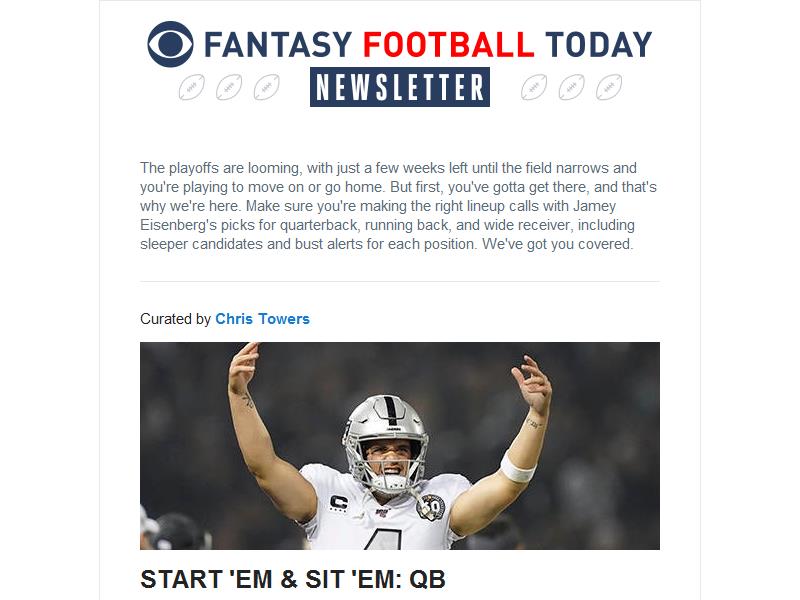 FANTASY FOOTBALL TODAY
NEWSLETTER
The playoffs are looming, with just a few weeks left until the field narrows and
you're playing to move on or go home. But first, you've gotta get there, and that's
why we're here. Make sure you're making the right lineup calls with Jamey
Eisenberg's picks for quarterback, running back, and wide receiver, including
sleeper candidates and bust alerts for each position. We've got you covered.
Curated by Chris Towers
C
4
START 'EM & SIT 'EM: QB